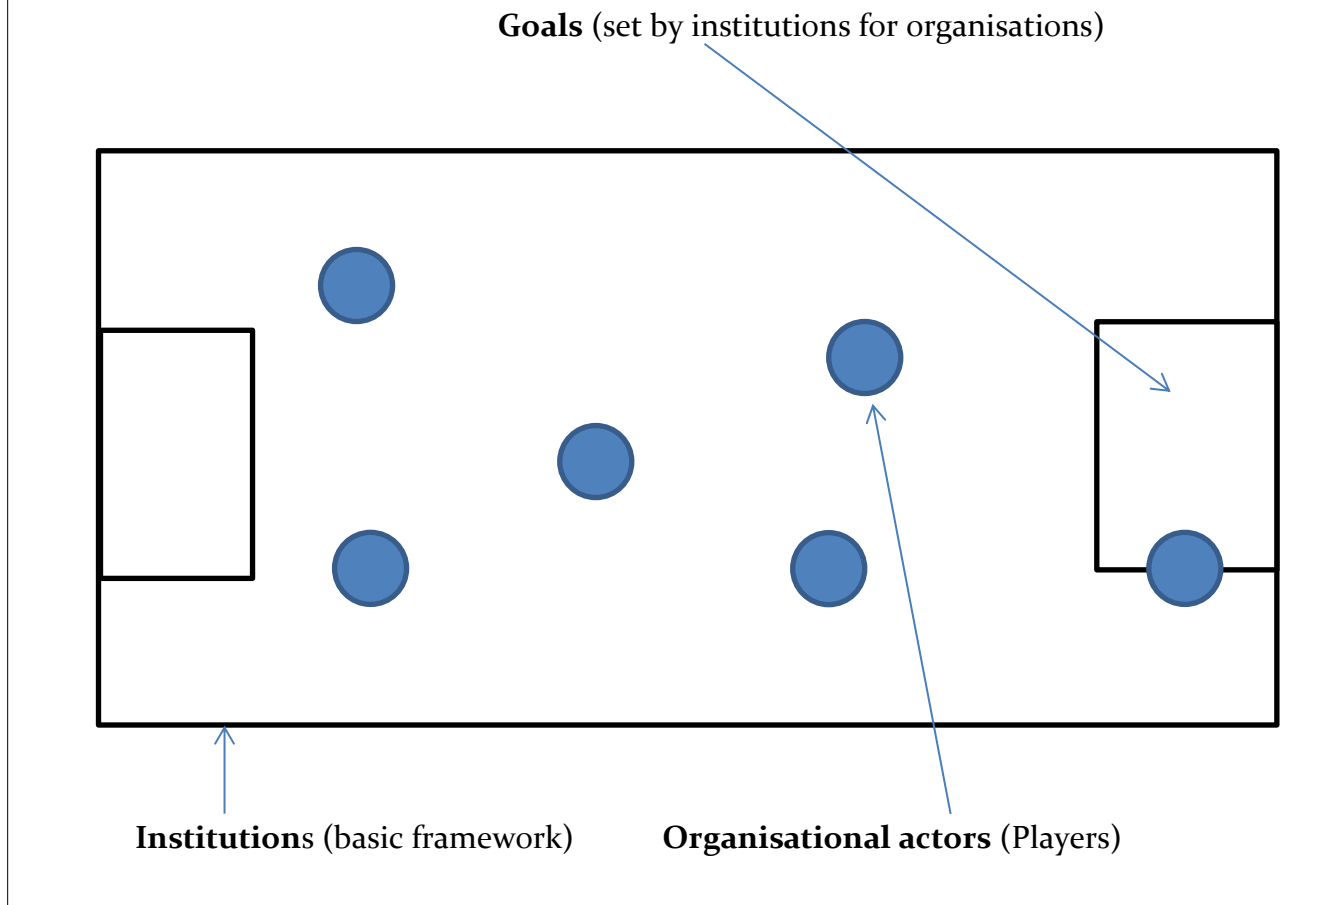 Goals (set by institutions for organisations)
Institutions (basic framework)
Organisational actors (Players)